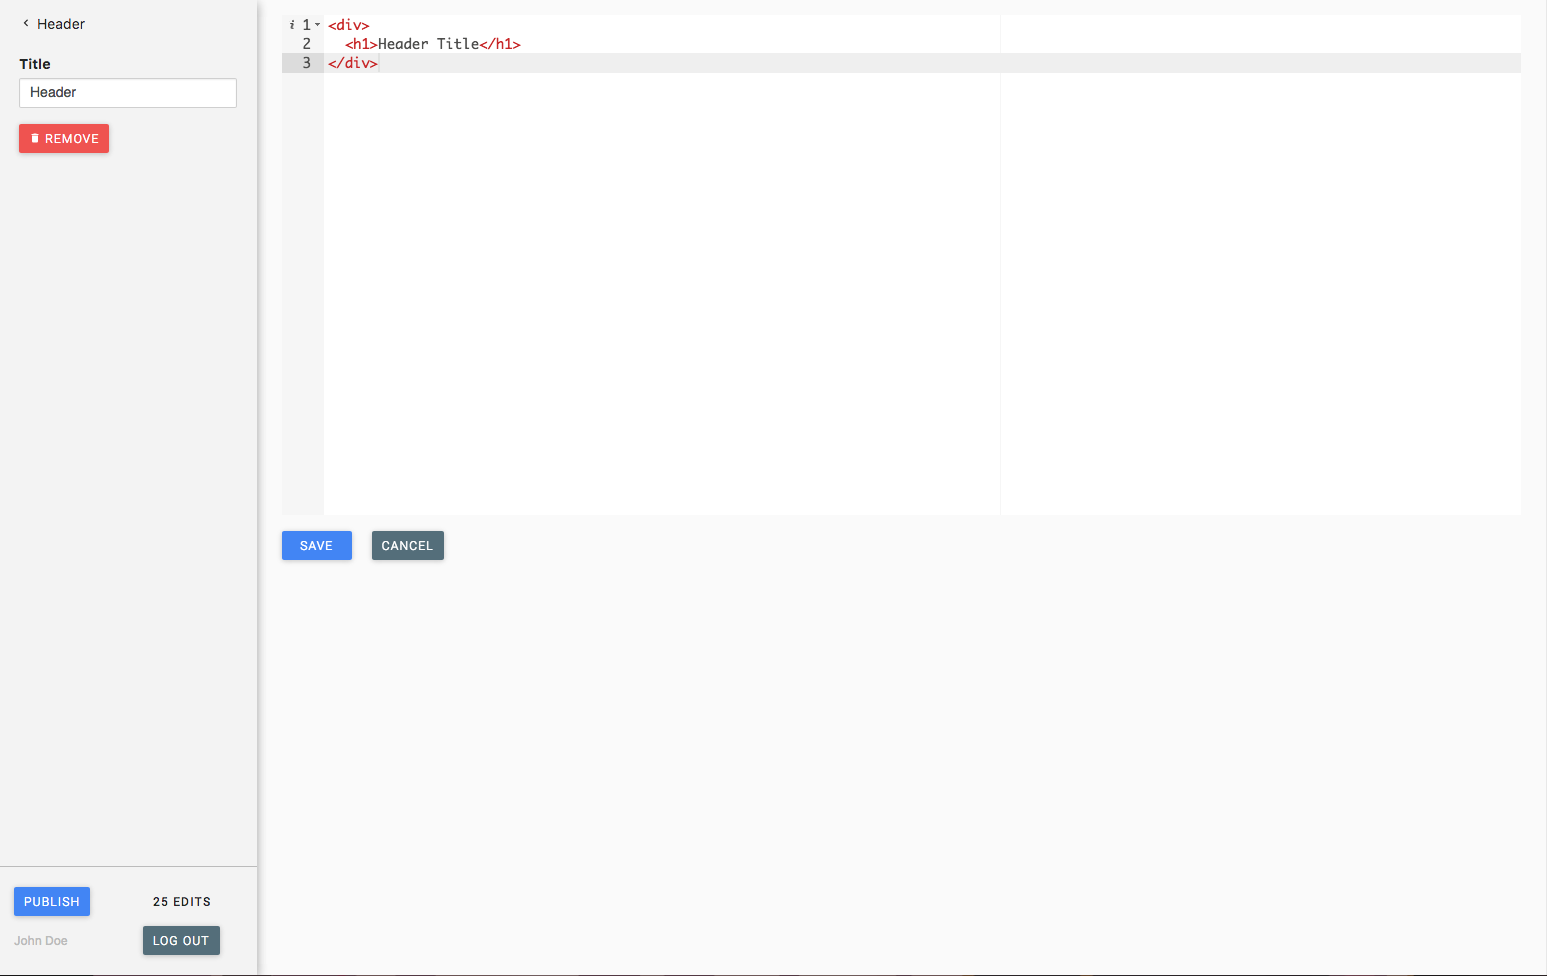 Header
Title
Header
REMOVE
PUBLISH
25 EDITS
John Doe
LOG OUT
i 1 <div>
2 <h1>Header Title</h1>
3 </div>
SAVE
CANCEL